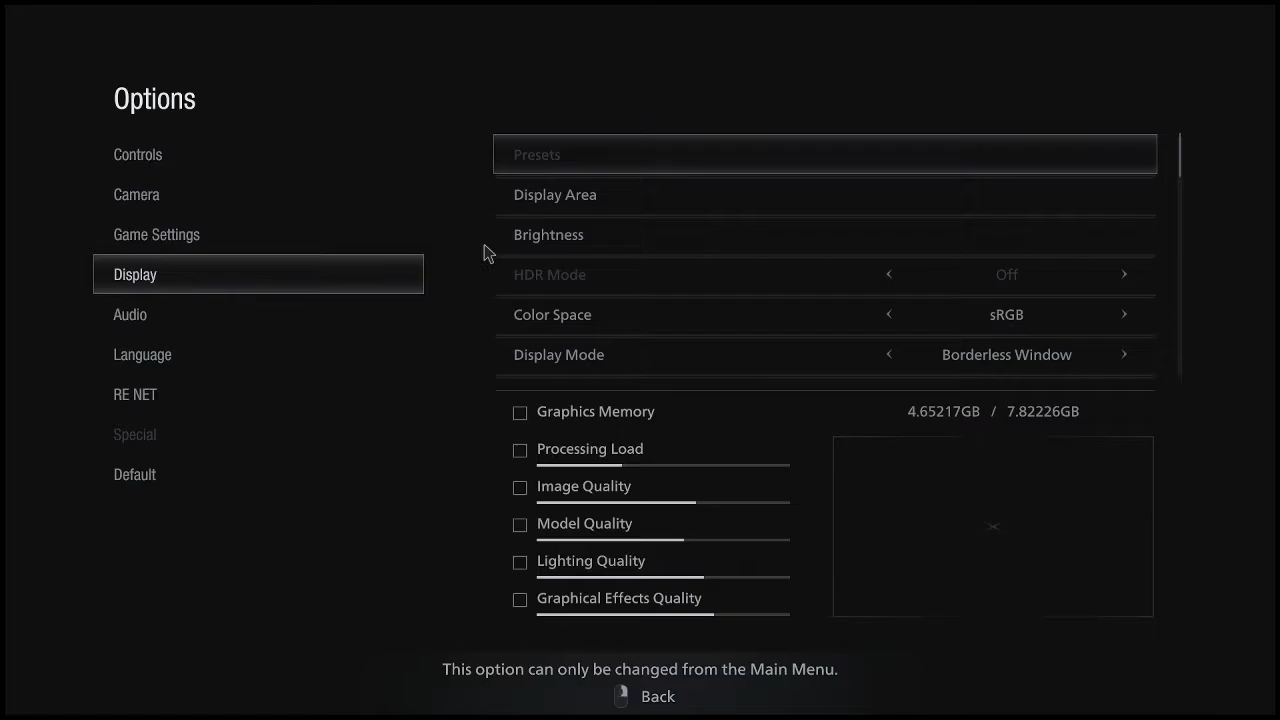 Options
Controls
Camera
Game Settings
Display
Audio
Language
RE NET
Special
Default
Presets
Display Area
Brightness
HDR Mode Off
Color Space sRGB
Display Mode Borderless Window
Graphics Memory 4.65217GB / 7.82226GB
Processing Load
Image Quality
Model Quality
Lighting Quality
Graphical Effects Quality
This option can only be changed from the Main Menu.
Back